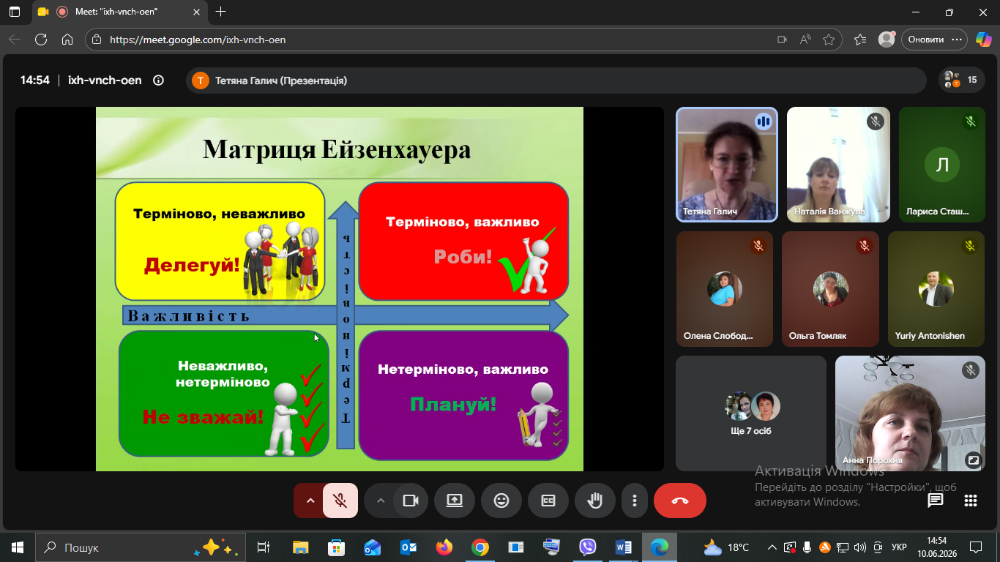 Meet: "ixh-vnch-oen"
https://meet.google.com/ixh-vnch-oen
Оновити
14:54
ixh-vnch-oen
Т
Тетяна Галич (Презентація)
15
Матриця Ейзенхауера
Терміново, неважливо
Делегуй!
Терміново, важливо
Роби!
Важливість
Терміновість
Неважливо,
нетерміново
Не зважай!
Нетерміново, важливо
Плануй!
Тетяна Галич
Наталія Ванжула
Л
Лариса Сташ...
Олена Слобод...
Ольга Томляк
Yuriy Antonishen
Ще 7 осіб
Анна Порохня
Активація Windows
Перейдіть до розділу "Настройки", щоб
активувати Windows.
Пошук
18°C
УКР
14:54
10.06.2026